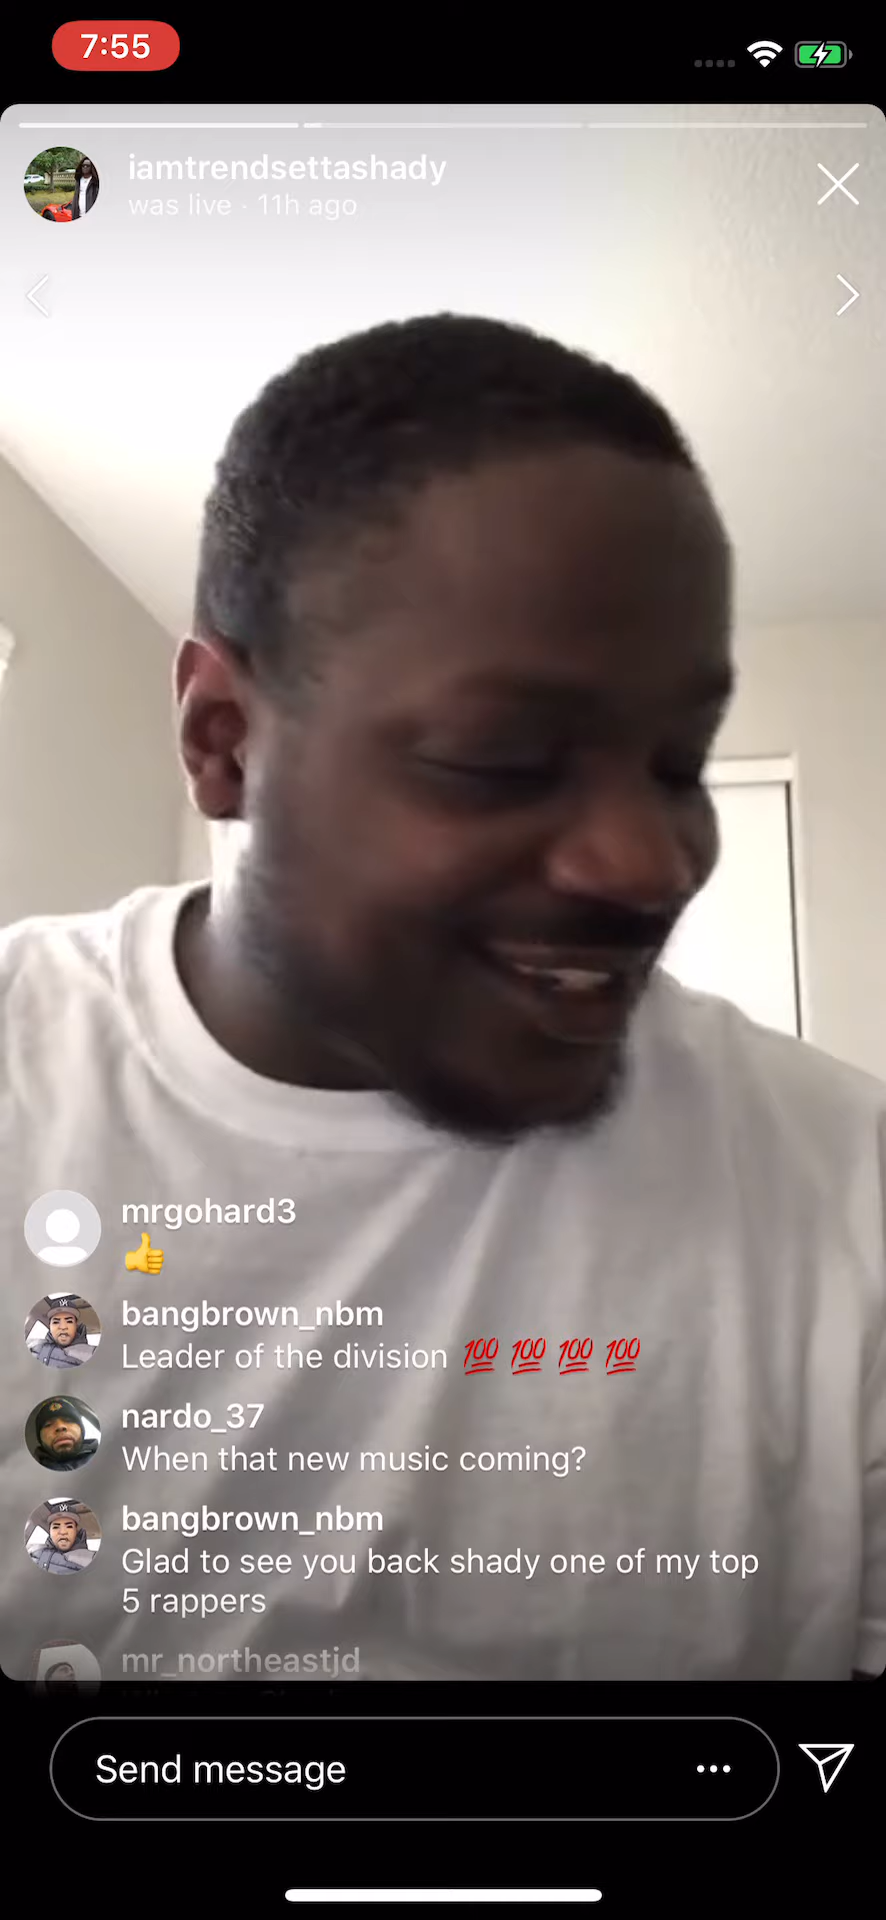 7:55
iamtrendsettashady
was live · 11h ago
mrgohard3
👍
bangbrown_nbm
Leader of the division 💯 💯 💯 💯
nardo_37
When that new music coming?
bangbrown_nbm
Glad to see you back shady one of my top
5 rappers
mr_northeastjd
Send message